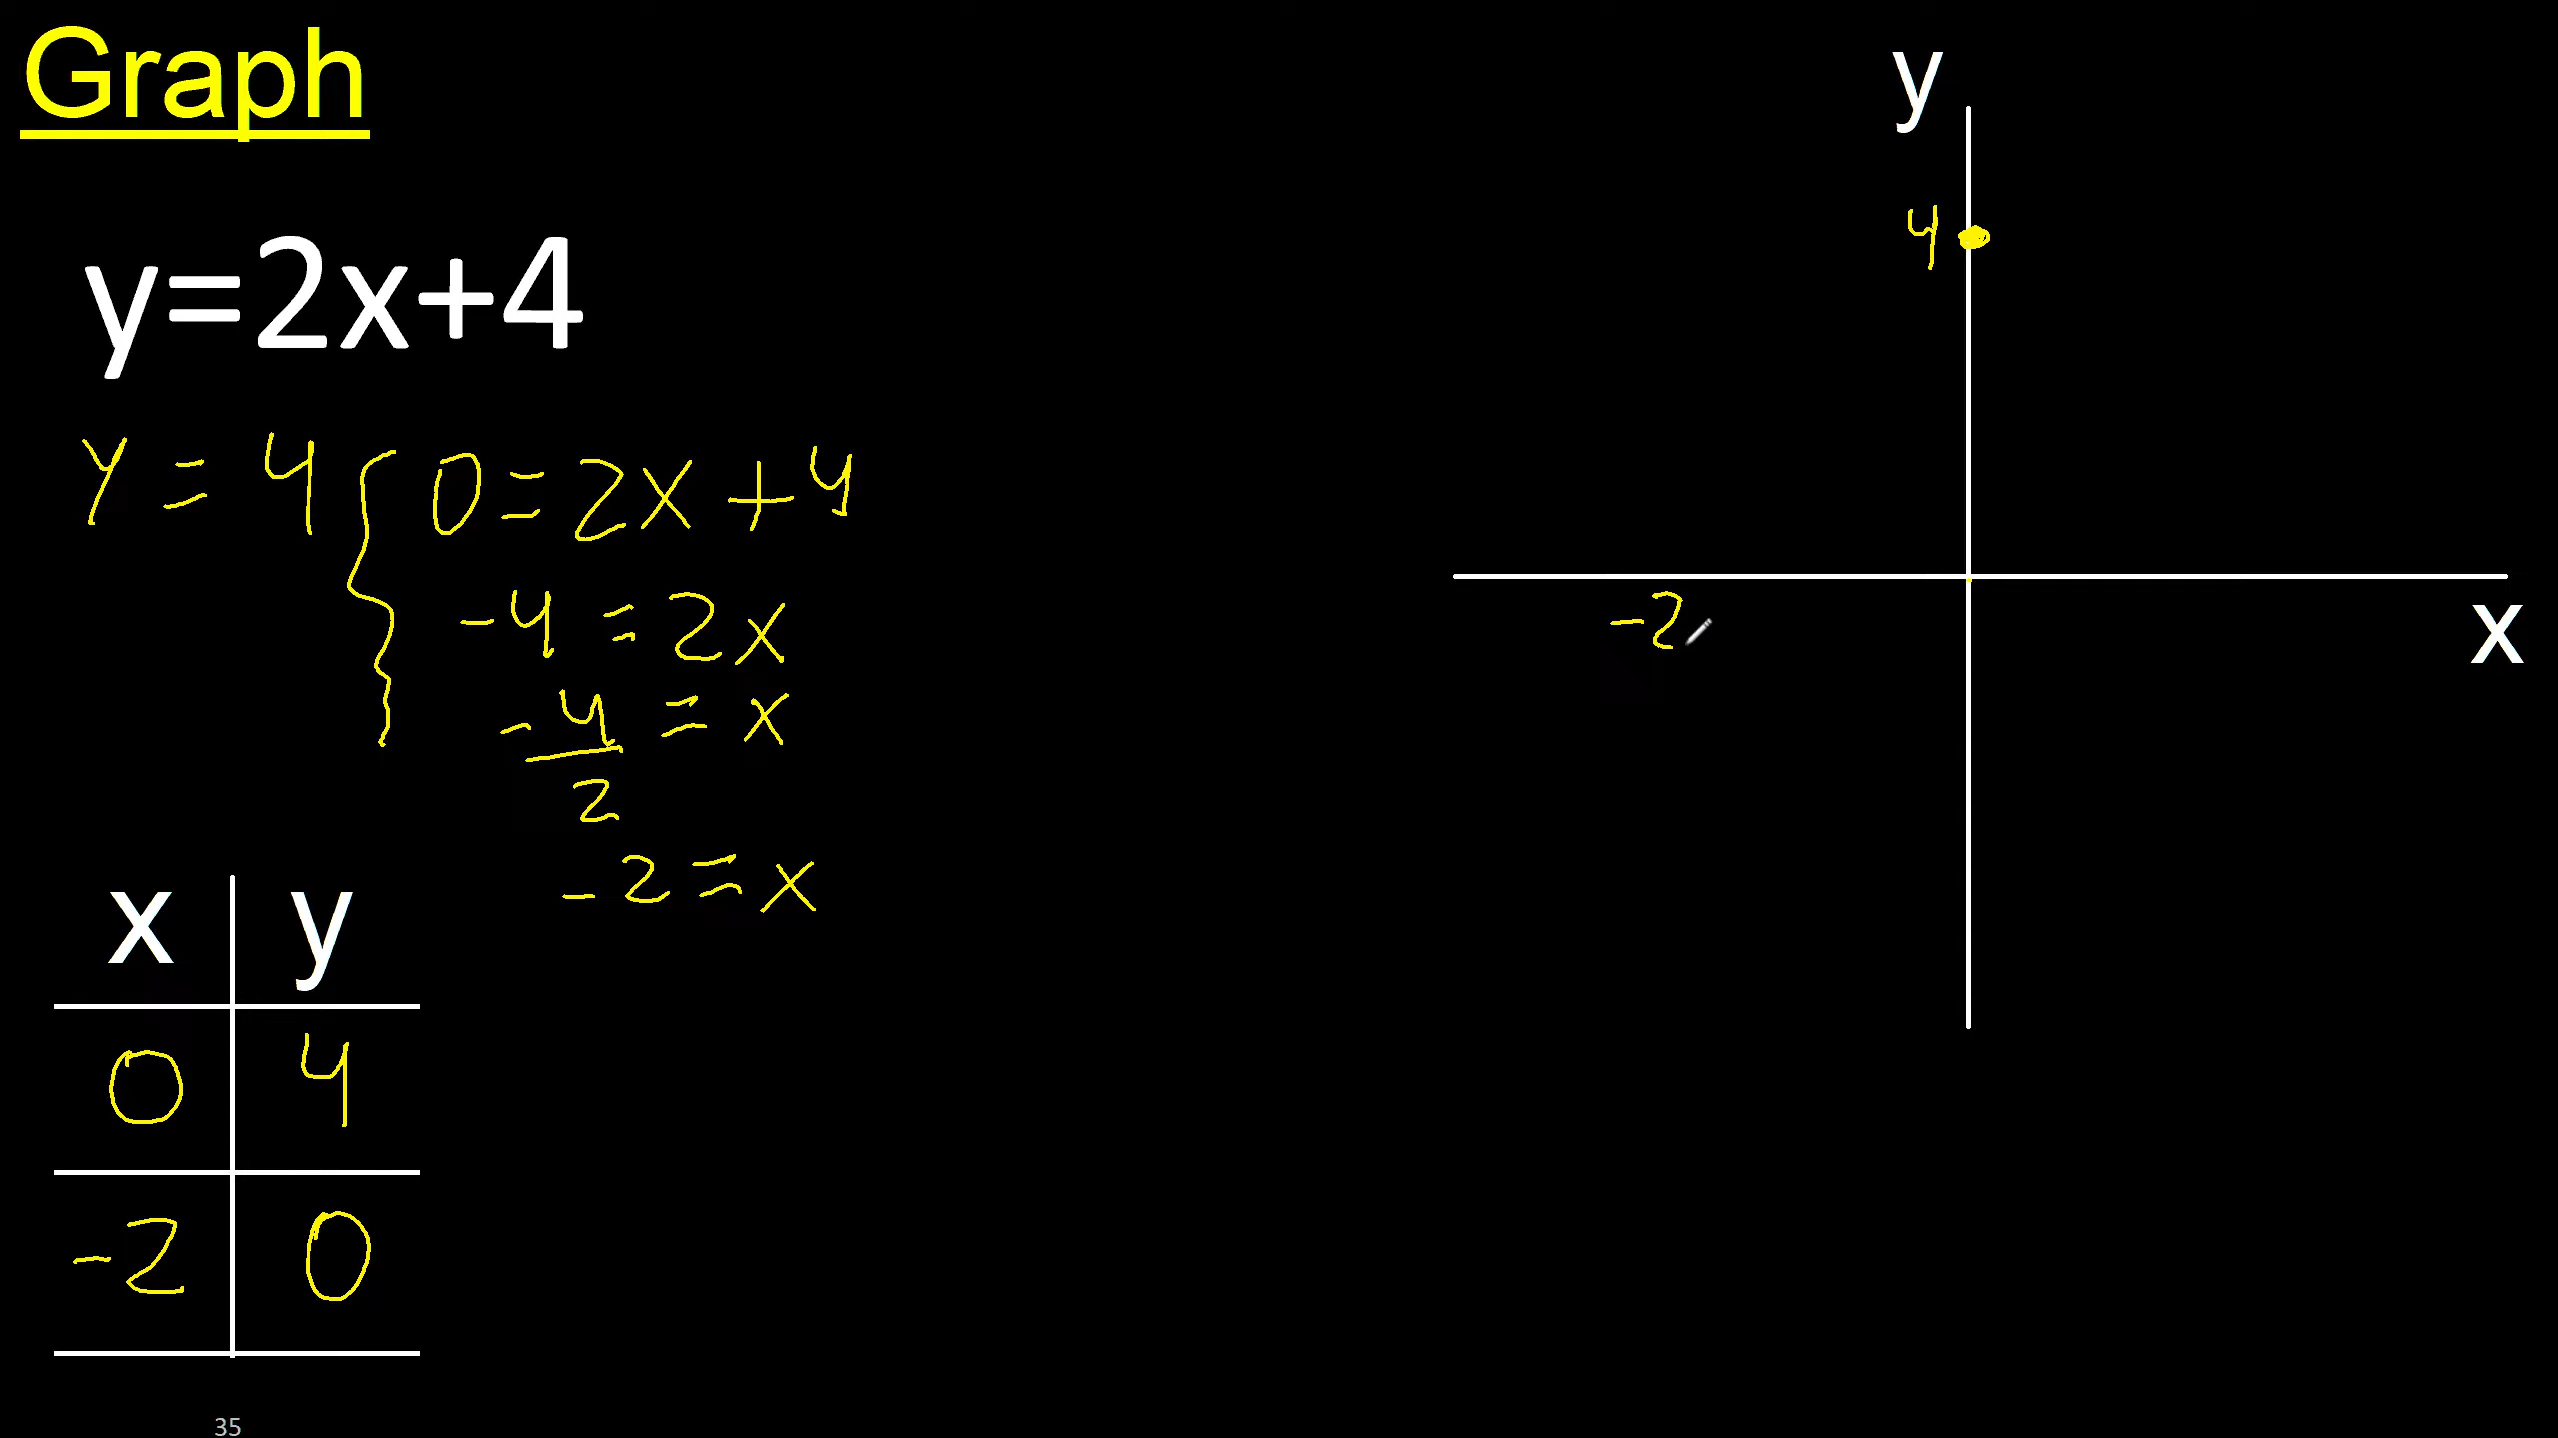 Graph
y=2x+4
y = 4
0 = 2x + 4
-4 = 2x
-4/2 = x
-2 = x
x y
0 4
-2 0
35
y
4
-2
x